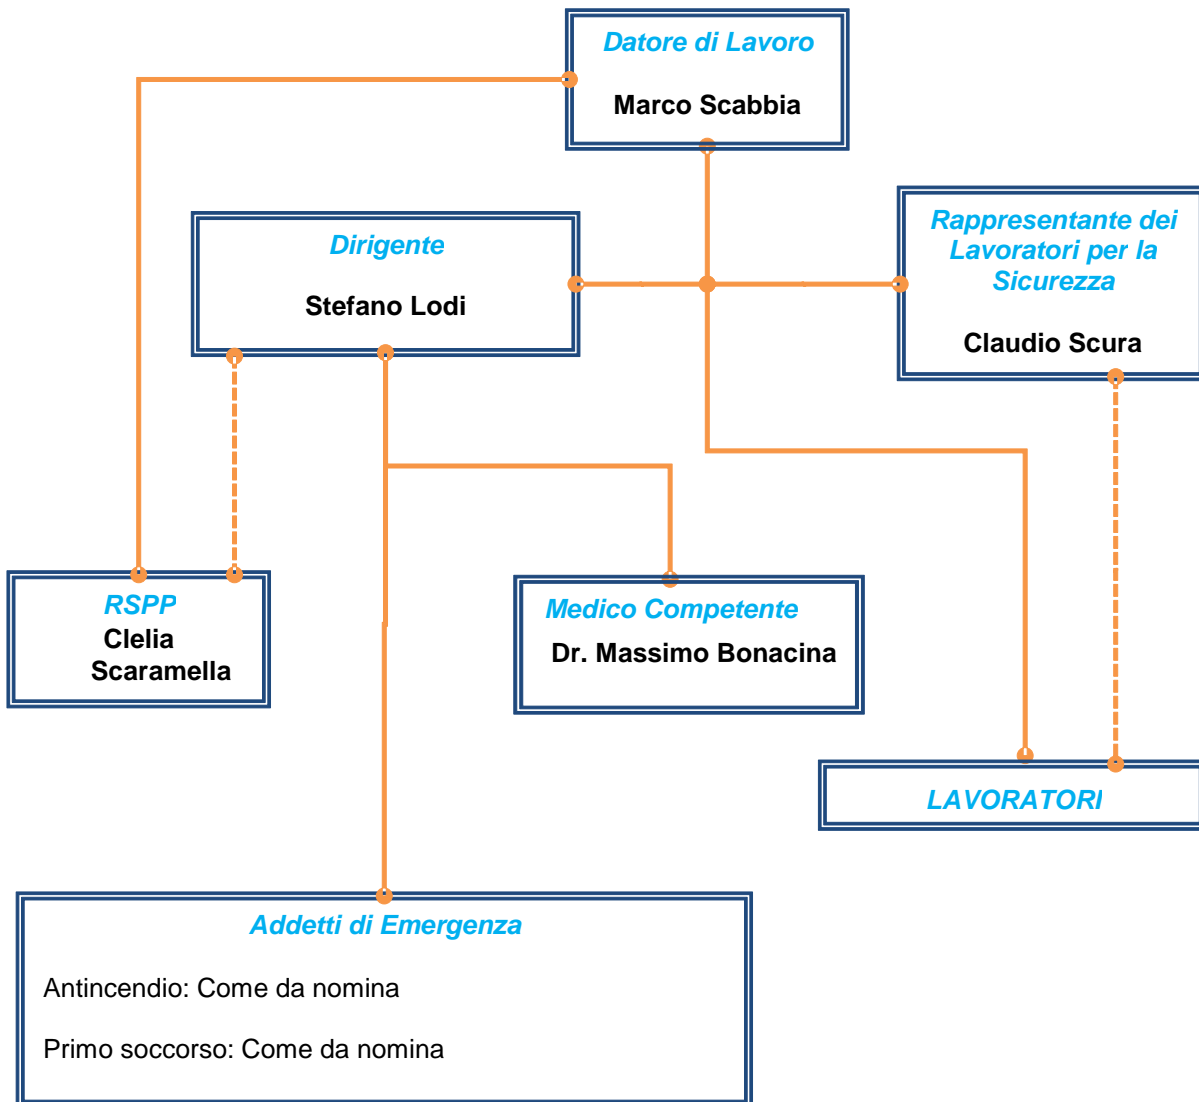 Datore di Lavoro
Marco Scabbia
Dirigente
Stefano Lodi
Rappresentante dei
Lavoratori per la
Sicurezza
Claudio Scura
RSPP
Clelia
Scaramella
Medico Competente
Dr. Massimo Bonacina
LAVORATORI
Addetti di Emergenza
Antincendio: Come da nomina
Primo soccorso: Come da nomina